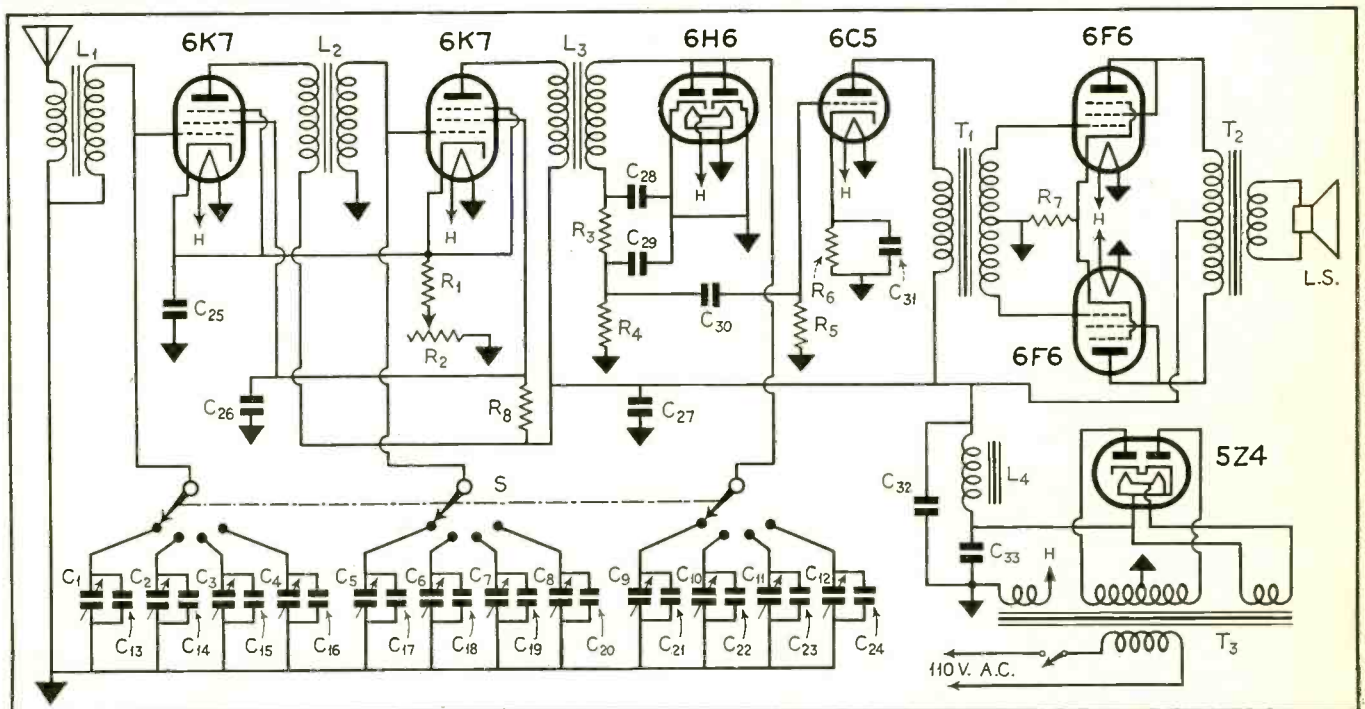 L1
6K7
L2
6K7
L3
6H6
6C5
6F6
T1
T2
H
H
H
H
C28
R3
C29
R7
H
L.S.
C25
R1
R2
R4
C30
R5
R6
C31
6F6
C26
R8
C27
S
C32
L4
5Z4
C33
H
C1
C2
C3
C4
C5
C6
C7
C8
C9
C10
C11
C12
C13
C14
C15
C16
C17
C18
C19
C20
C21
C22
C23
C24
110 V. A.C.
T3